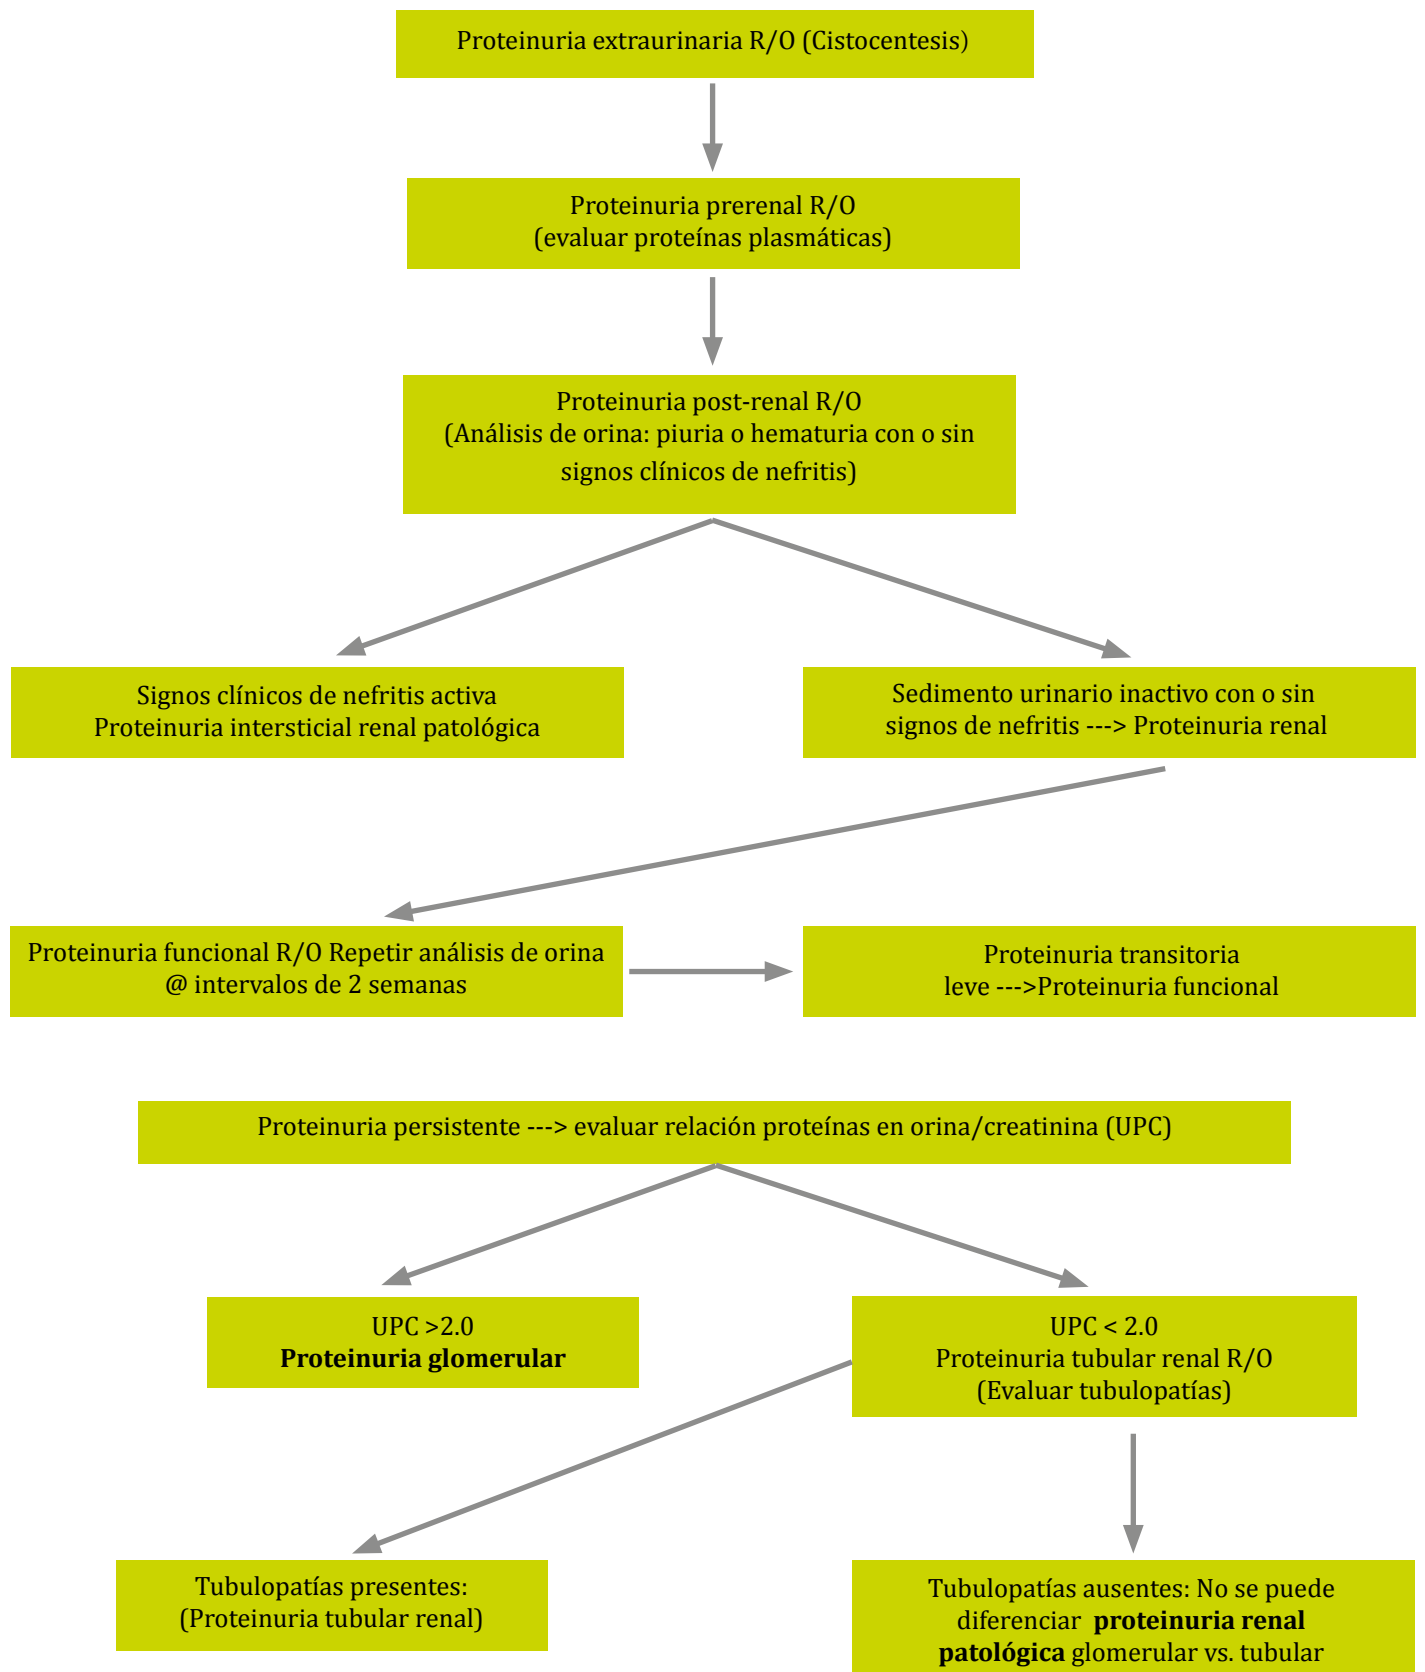 Proteinuria extraurinaria R/O (Cistocentesis)
Proteinuria prerenal R/O
(evaluar proteínas plasmáticas)
Proteinuria post-renal R/O
(Análisis de orina: piuria o hematuria con o sin
signos clínicos de nefritis)
Signos clínicos de nefritis activa
Proteinuria intersticial renal patológica
Sedimento urinario inactivo con o sin
signos de nefritis ---> Proteinuria renal
Proteinuria funcional R/O Repetir análisis de orina
@ intervalos de 2 semanas
Proteinuria transitoria
leve --->Proteinuria funcional
Proteinuria persistente ---> evaluar relación proteínas en orina/creatinina (UPC)
UPC >2.0
Proteinuria glomerular
UPC < 2.0
Proteinuria tubular renal R/O
(Evaluar tubulopatías)
Tubulopatías presentes:
(Proteinuria tubular renal)
Tubulopatías ausentes: No se puede
diferenciar proteinuria renal
patológica glomerular vs. tubular